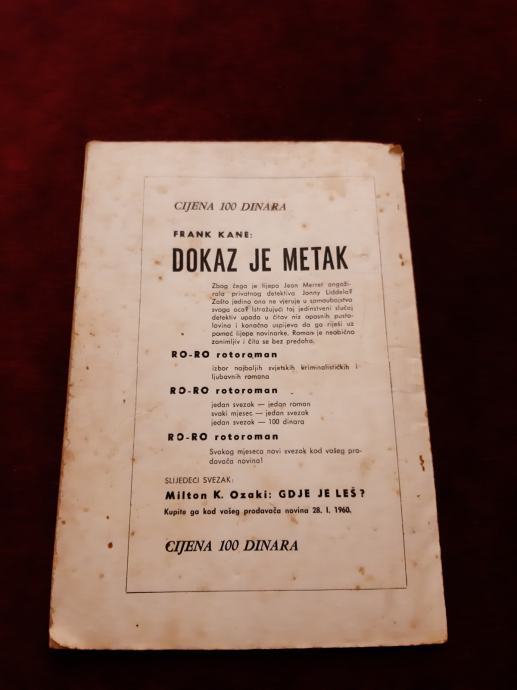 CIJENA 100 DINARA
FRANK KANE:
DOKAZ JE METAK
Zbog čega je lijepa Jean Merret angaži-
rala privatnog detektiva Jonny Liddela?
Zašto jedino ona ne vjeruje u samoubojstvo
svoga oca? Istražujući taj jedinstveni slučaj
detektiv upada u čitav niz opasnih pusto-
lovina i konačno uspijeva da ga riješi uz
pomoć lijepe novinarke. Roman je neobično
zanimljiv i čita se bez predaha.
RO-RO rotoroman
izbor najboljih svjetskih kriminalističkih i
ljubavnih romana
RO-RO rotoroman
jedan svezak — jedan roman
svaki mjesec — jedan svezak
jedan svezak — 100 dinara
RO-RO rotoroman
Svakog mjeseca novi svezak kod vašeg pro-
davača novina!
SLIJEDEĆI SVEZAK:
Milton K. Ozaki: GDJE JE LEŠ?
Kupite ga kod vašeg prodavača novina 28. I. 1960.
CIJENA 100 DINARA